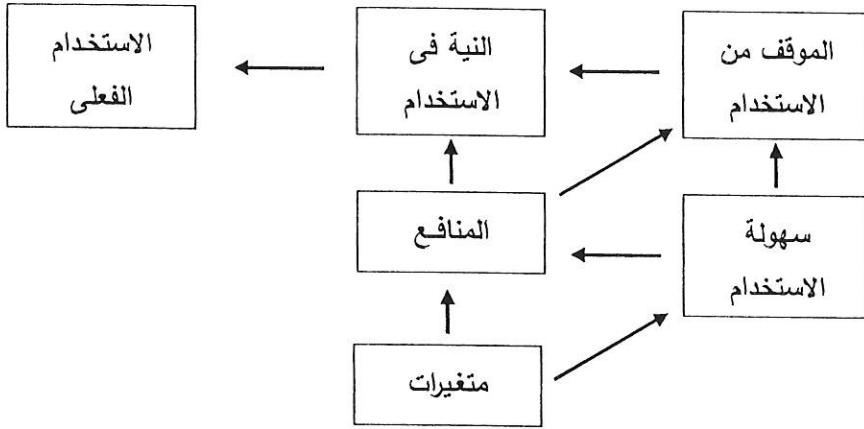 الموقف من
الاستخدام
النية فى
الاستخدام
الاستخدام
الفعلى
سهولة
الاستخدام
المنافع
متغيرات